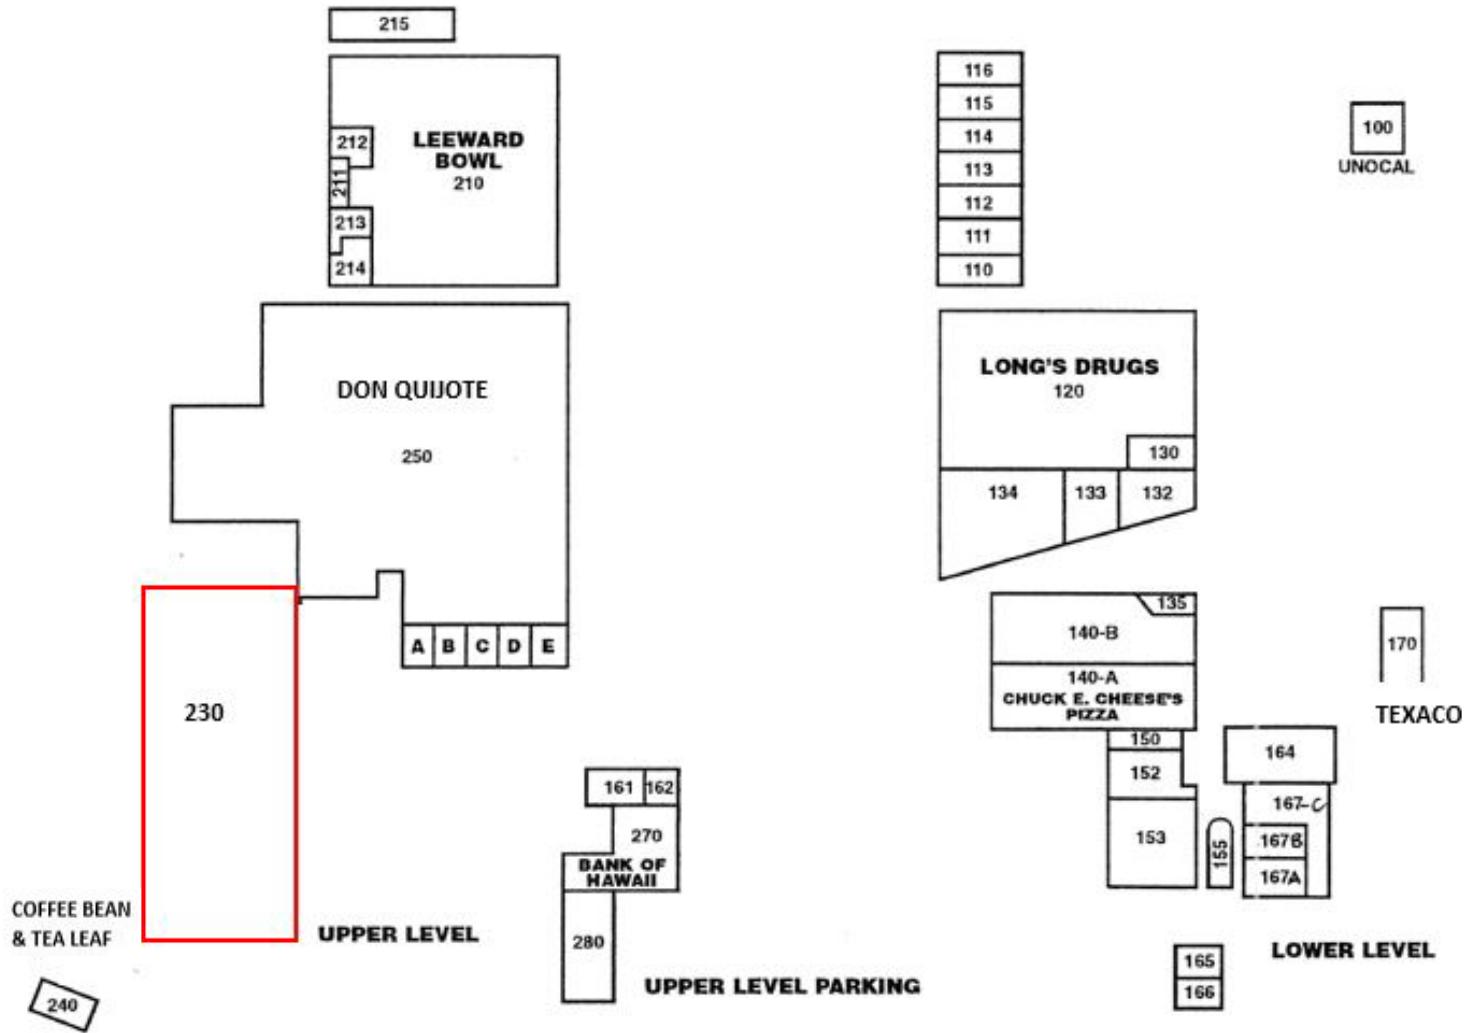 215
116
115
114
113
112
111
110
100
UNOCAL
212
211
213
214
LEEWARD
BOWL
210
DON QUIJOTE
250
LONG'S DRUGS
120
130
134
133
132
A B C D E
230
135
140-B
140-A
CHUCK E. CHEESE'S
PIZZA
170
TEXACO
150
152
153
155
164
167-C
167B
167A
161
162
270
BANK OF
HAWAII
280
COFFEE BEAN
& TEA LEAF
240
UPPER LEVEL
UPPER LEVEL PARKING
165
166
LOWER LEVEL